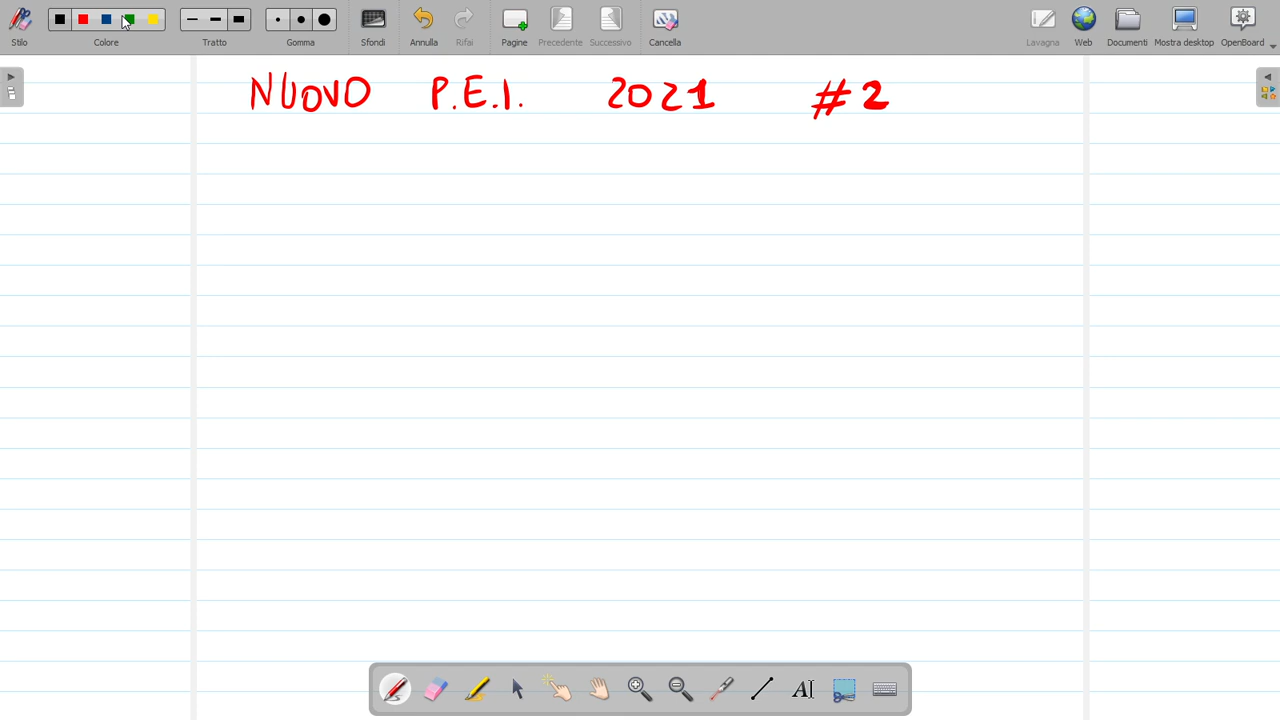 Stilo Colore Tratto Gomma Sfondi Annulla Rifai Pagine Precedente Successivo Cancella Lavagna Web Documenti Mostra desktop OpenBoard
NUOVO P.E.I. 2021 #2
AI